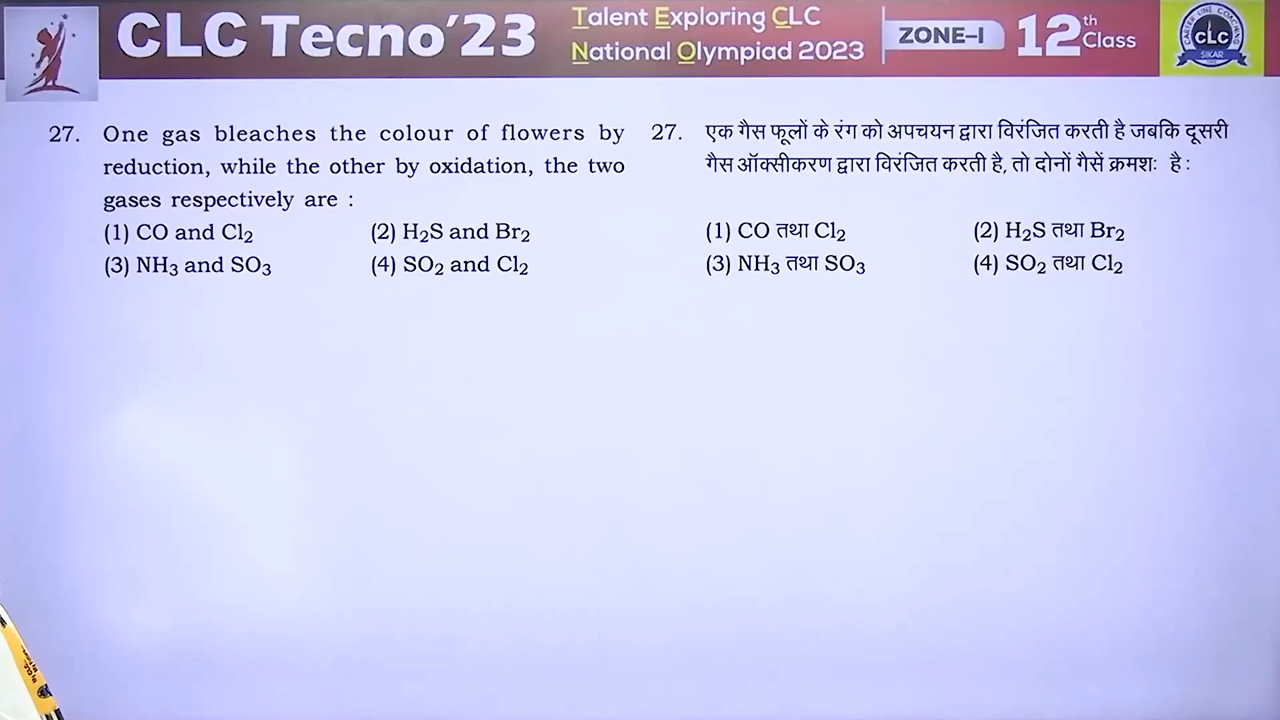 CLC Tecno'23
Talent Exploring CLC
National Olympiad 2023
ZONE–I
12th Class
CLC
SIKAR
27. One gas bleaches the colour of flowers by
reduction, while the other by oxidation, the two
gases respectively are :
(1) CO and Cl₂ (2) H₂S and Br₂
(3) NH₃ and SO₃ (4) SO₂ and Cl₂
27. एक गैस फूलों के रंग को अपचयन द्वारा विरंजित करती है जबकि दूसरी
गैस ऑक्सीकरण द्वारा विरंजित करती है, तो दोनों गैसें क्रमशः है :
(1) CO तथा Cl₂ (2) H₂S तथा Br₂
(3) NH₃ तथा SO₃ (4) SO₂ तथा Cl₂